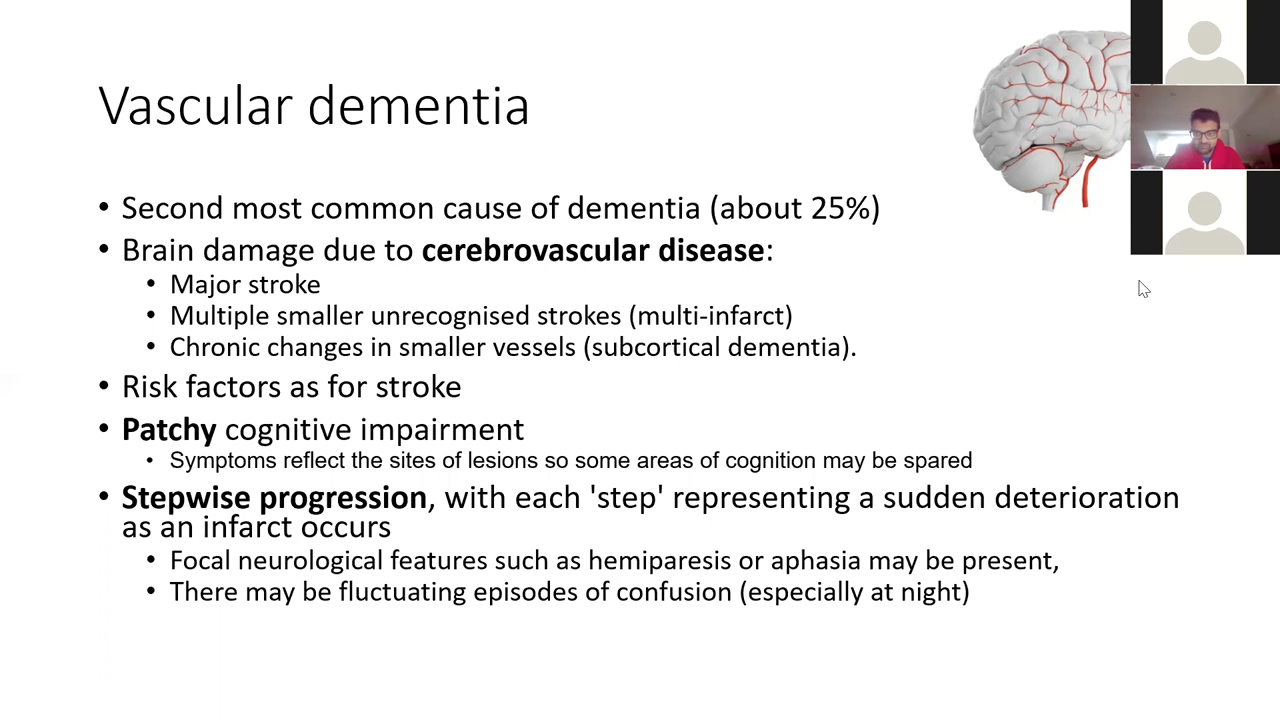 Vascular dementia
• Second most common cause of dementia (about 25%)
• Brain damage due to cerebrovascular disease:
• Major stroke
• Multiple smaller unrecognised strokes (multi-infarct)
• Chronic changes in smaller vessels (subcortical dementia).
• Risk factors as for stroke
• Patchy cognitive impairment
• Symptoms reflect the sites of lesions so some areas of cognition may be spared
• Stepwise progression, with each 'step' representing a sudden deterioration
as an infarct occurs
• Focal neurological features such as hemiparesis or aphasia may be present,
• There may be fluctuating episodes of confusion (especially at night)